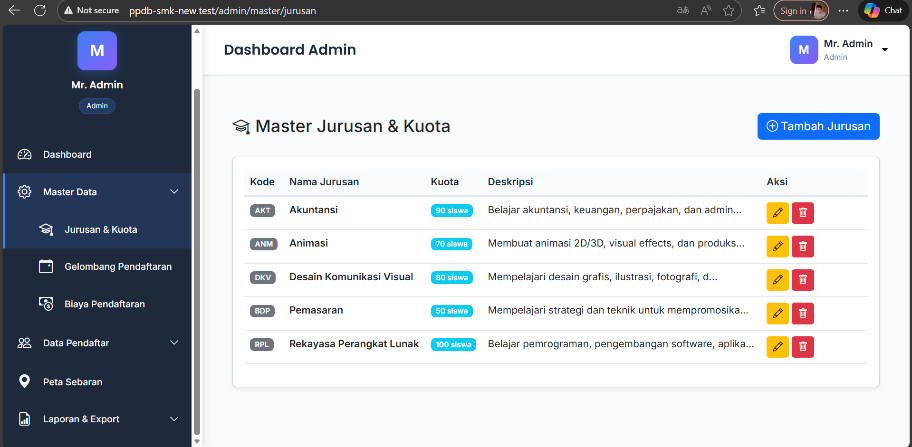 Not secure ppdb-smk-new.test/admin/master/jurusan
Sign in
Chat
M
Mr. Admin
Admin
Dashboard
Master Data
Jurusan & Kuota
Gelombang Pendaftaran
Biaya Pendaftaran
Data Pendaftar
Peta Sebaran
Laporan & Export
Dashboard Admin
M
Mr. Admin
Admin
Master Jurusan & Kuota
Tambah Jurusan
Kode Nama Jurusan Kuota Deskripsi Aksi
AKT Akuntansi 90 siswa Belajar akuntansi, keuangan, perpajakan, dan admin...
ANM Animasi 70 siswa Membuat animasi 2D/3D, visual effects, dan produks...
DKV Desain Komunikasi Visual 80 siswa Mempelajari desain grafis, ilustrasi, fotografi, d...
BDP Pemasaran 50 siswa Mempelajari strategi dan teknik untuk mempromosika...
RPL Rekayasa Perangkat Lunak 100 siswa Belajar pemrograman, pengembangan software, aplika...